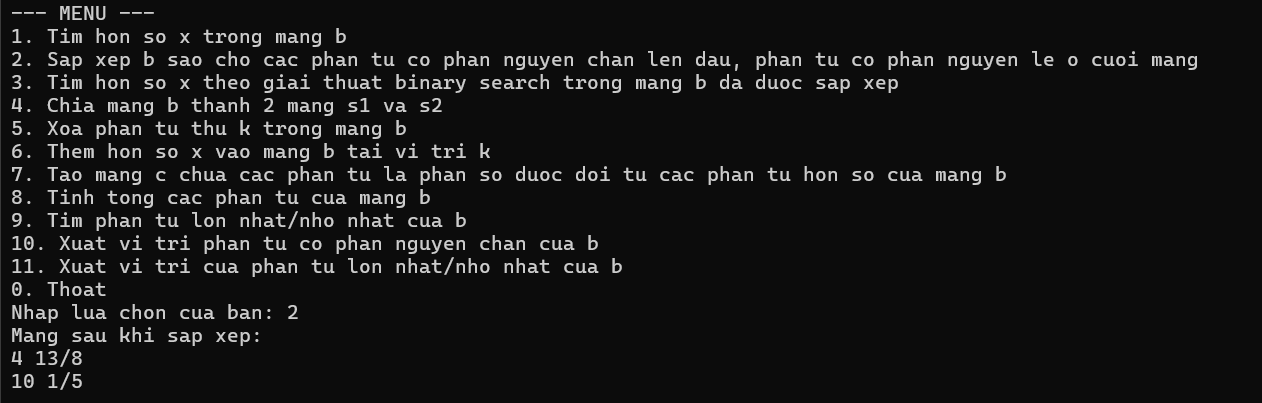 --- MENU ---
1. Tim hon so x trong mang b
2. Sap xep b sao cho cac phan tu co phan nguyen chan len dau, phan tu co phan nguyen le o cuoi mang
3. Tim hon so x theo giai thuat binary search trong mang b da duoc sap xep
4. Chia mang b thanh 2 mang s1 va s2
5. Xoa phan tu thu k trong mang b
6. Them hon so x vao mang b tai vi tri k
7. Tao mang c chua cac phan tu la phan so duoc doi tu cac phan tu hon so cua mang b
8. Tinh tong cac phan tu cua mang b
9. Tim phan tu lon nhat/nho nhat cua b
10. Xuat vi tri phan tu co phan nguyen chan cua b
11. Xuat vi tri cua phan tu lon nhat/nho nhat cua b
0. Thoat
Nhap lua chon cua ban: 2
Mang sau khi sap xep:
4 13/8
10 1/5